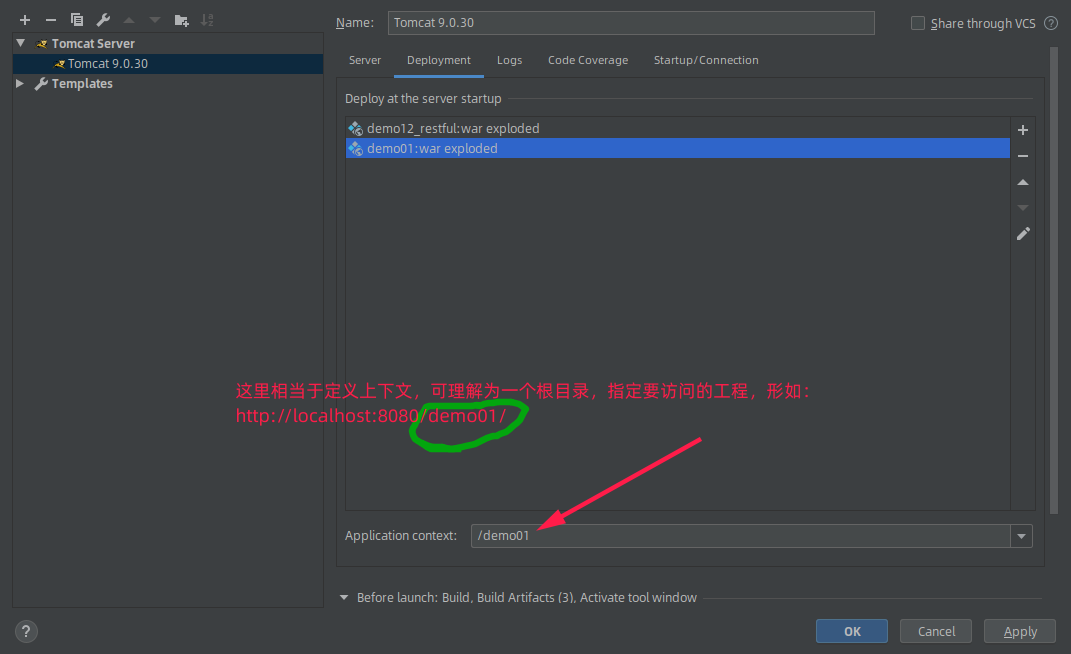 Name:
Tomcat 9.0.30
Share through VCS
?
Tomcat Server
Tomcat 9.0.30
Templates
Server
Deployment
Logs
Code Coverage
Startup/Connection
Deploy at the server startup
demo12_restful:war exploded
demo01:war exploded
这里相当于定义上下文，可理解为一个根目录，指定要访问的工程，形如：
http://localhost:8080/demo01/
Application context:
/demo01
Before launch: Build, Build Artifacts (3), Activate tool window
?
OK
Cancel
Apply